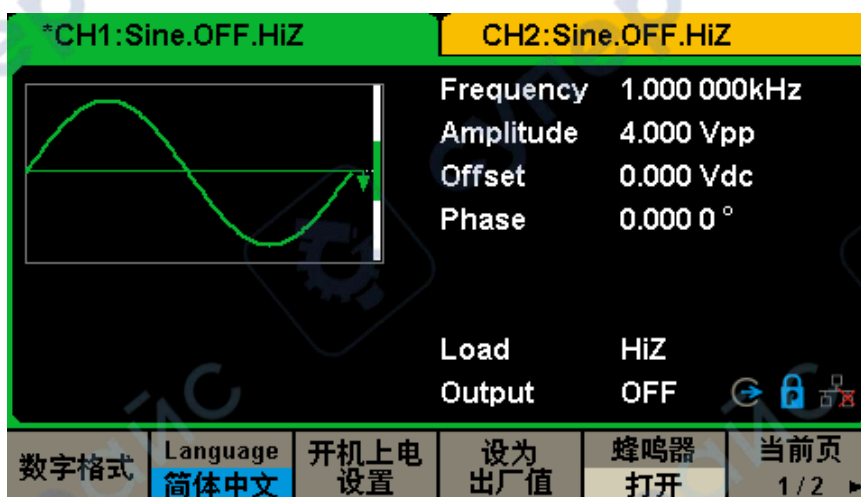 *CH1:Sine.OFF.HiZ
CH2:Sine.OFF.HiZ
Frequency 1.000 000kHz
Amplitude 4.000 Vpp
Offset 0.000 Vdc
Phase 0.000 0 °
Load HiZ
Output OFF
数字格式
Language
简体中文
开机上电
设置
设为
出厂值
蜂鸣器
打开
当前页
1/2